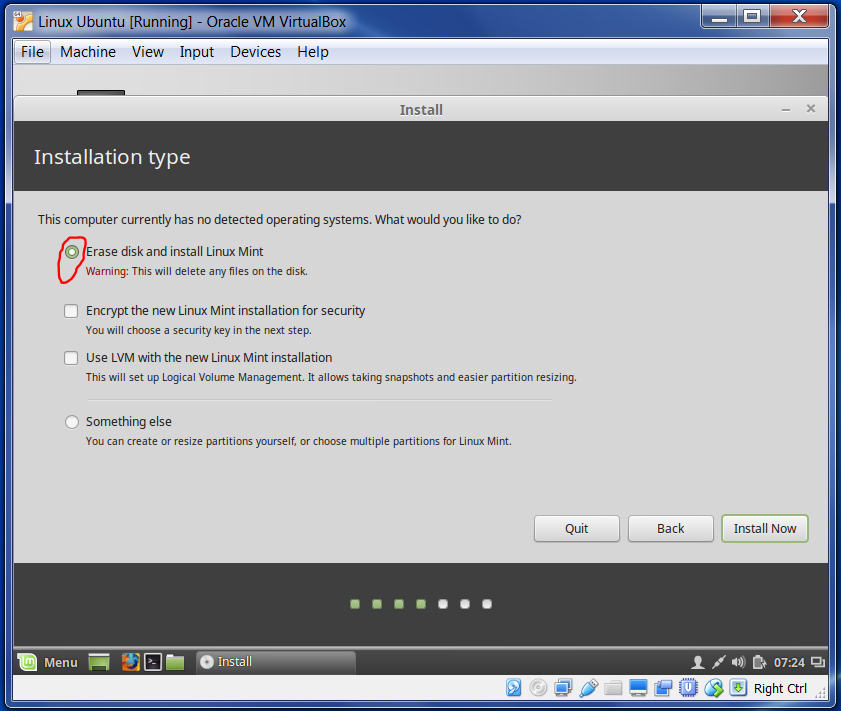 Linux Ubuntu [Running] - Oracle VM VirtualBox
File Machine View Input Devices Help
Install
Installation type
This computer currently has no detected operating systems. What would you like to do?
Erase disk and install Linux Mint
Warning: This will delete any files on the disk.
Encrypt the new Linux Mint installation for security
You will choose a security key in the next step.
Use LVM with the new Linux Mint installation
This will set up Logical Volume Management. It allows taking snapshots and easier partition resizing.
Something else
You can create or resize partitions yourself, or choose multiple partitions for Linux Mint.
Quit Back Install Now
Menu Install 07:24
Right Ctrl